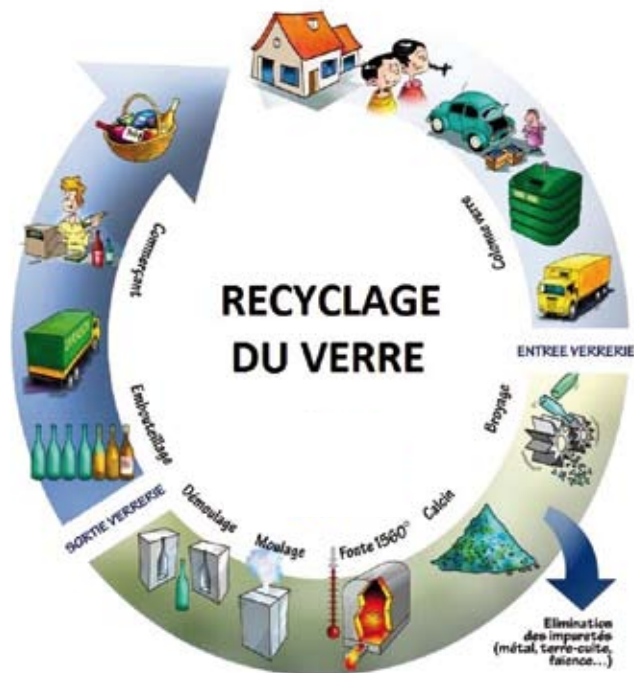 RECYCLAGE
DU VERRE
Colonne verre
ENTREE VERRERIE
Broyage
Calcin
Elimination
des impuretés
(métal, terre-cuite,
faïence...)
Fonte 1560°
Moulage
Démoulage
SORTIE VERRERIE
Embouteillage
Commerçant